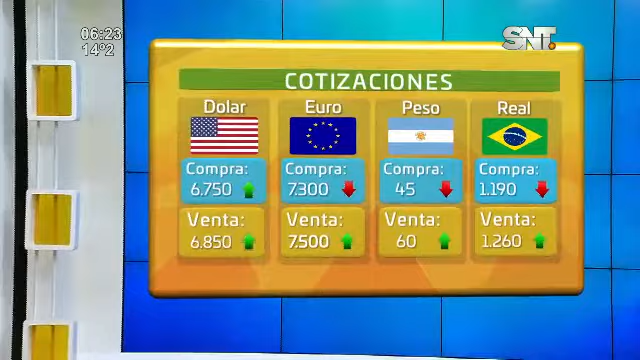 06:23
14°2
SNT.
COTIZACIONES
Dolar Euro Peso Real
Compra: Compra: Compra: Compra:
6.750 7.300 45 1.190
Venta: Venta: Venta: Venta:
6.850 7.500 60 1.260